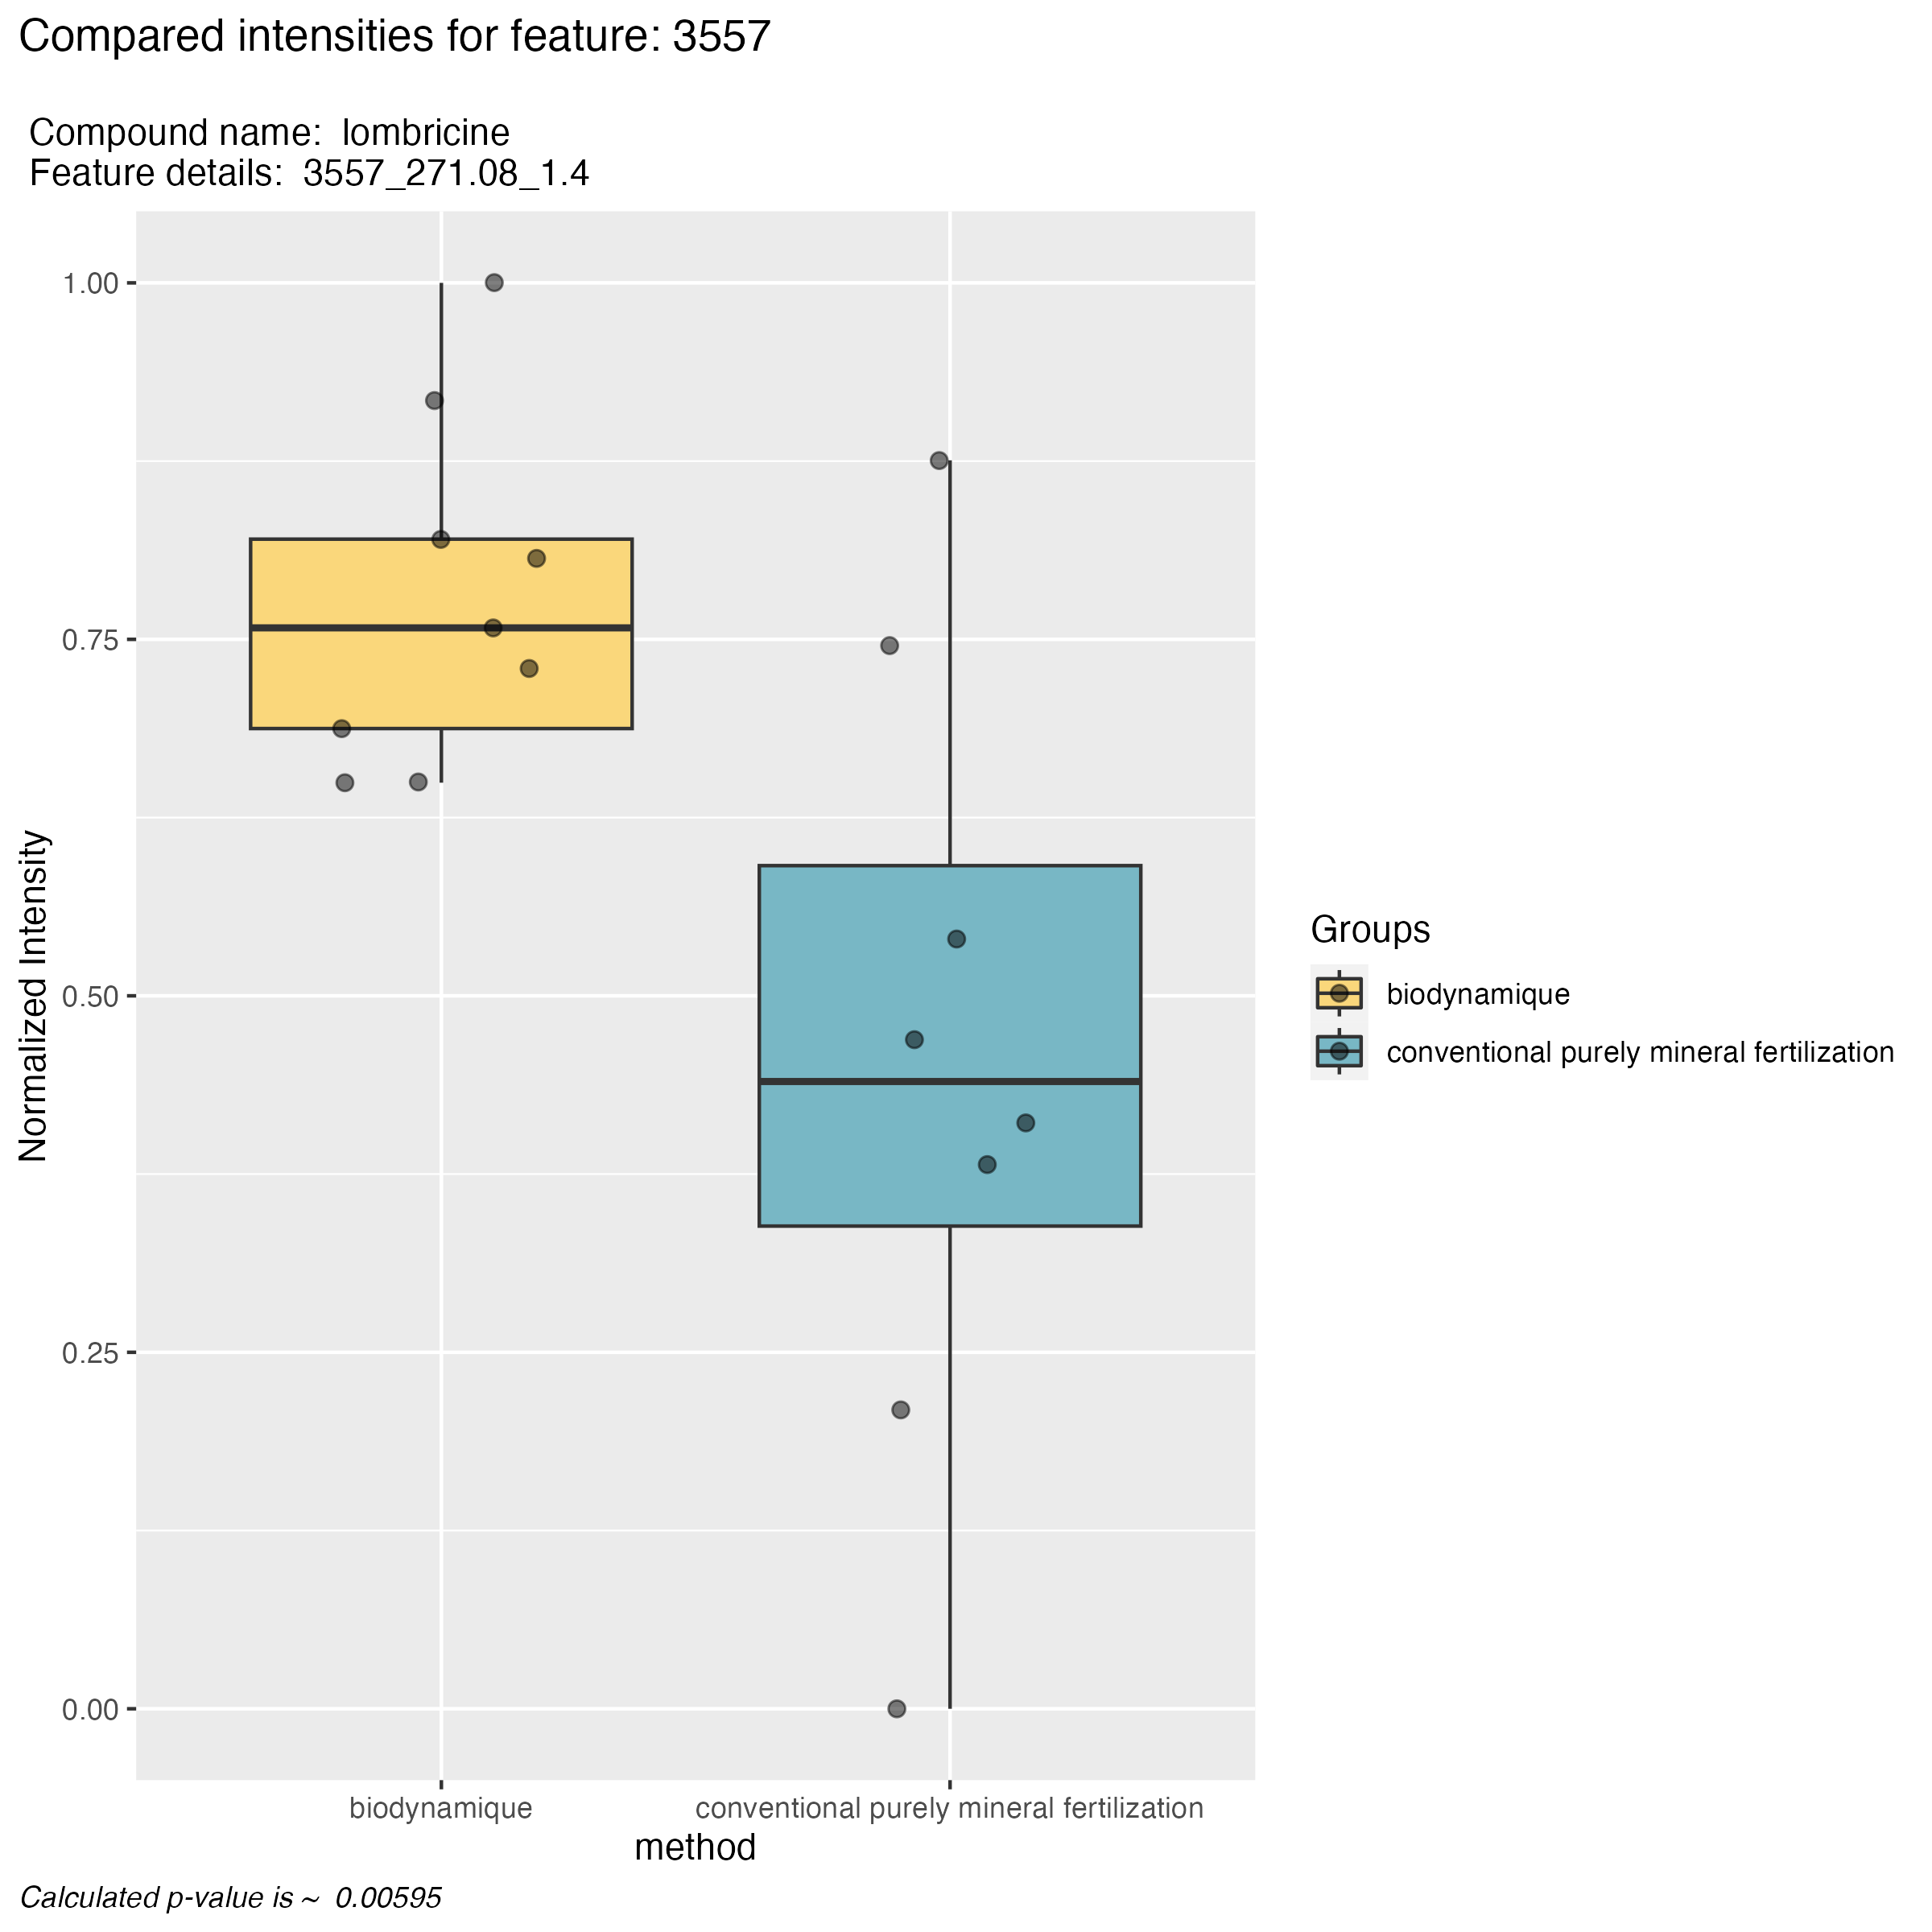 Compared intensities for feature: 3557
Compound name:  lombricine
Feature details:  3557_271.08_1.4
1.00
0.75
0.50
0.25
0.00
Normalized Intensity
biodynamique
conventional purely mineral fertilization
method
Groups
biodynamique
conventional purely mineral fertilization
Calculated p-value is ~  0.00595